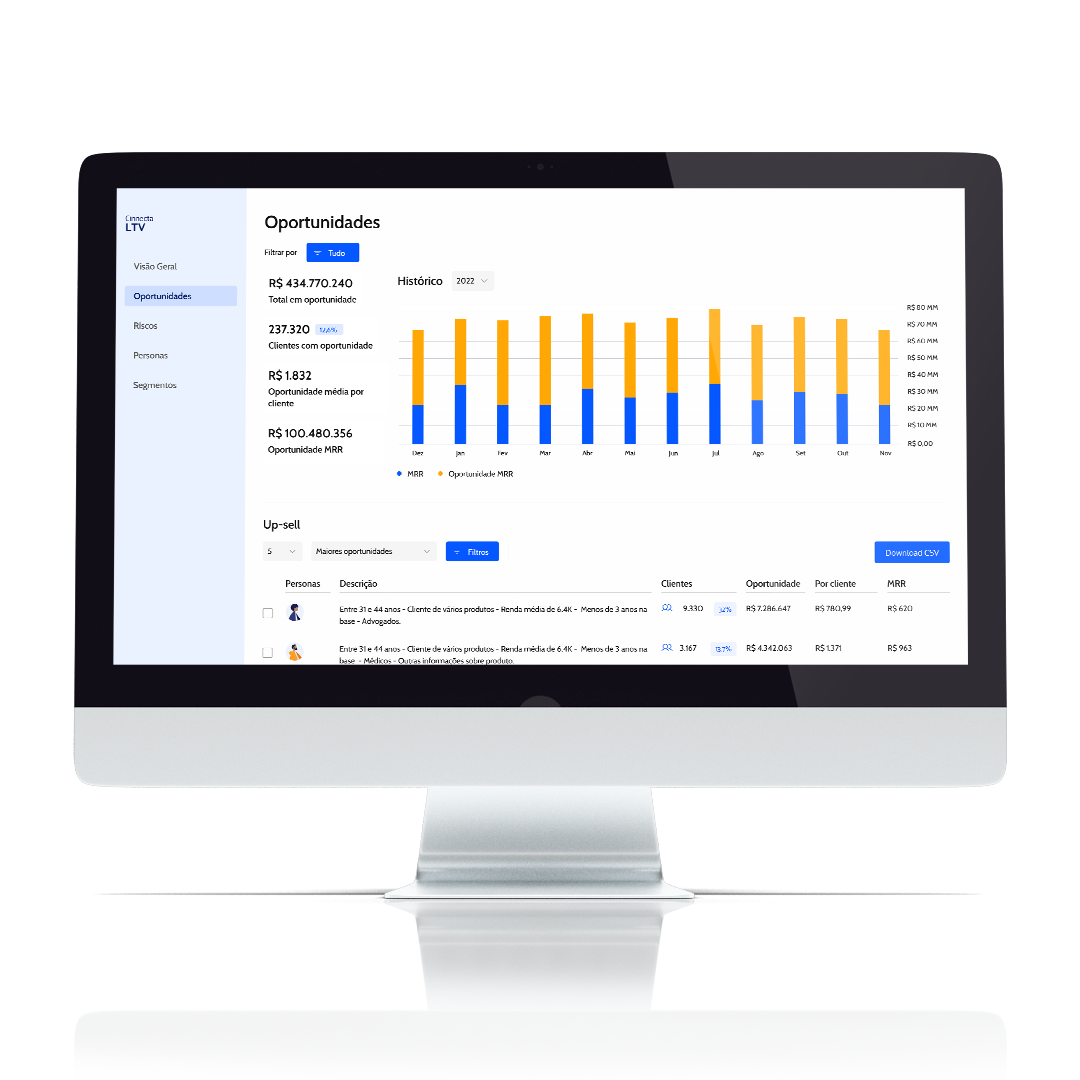 Cinnecta
LTV
Visão Geral
Oportunidades
Riscos
Personas
Segmentos
Oportunidades
Filtrar por
Tudo
R$ 434.770.240
Total em oportunidade
237.320 17,6%
Clientes com oportunidade
R$ 1.832
Oportunidade média por
cliente
R$ 100.480.356
Oportunidade MRR
Histórico
2022
R$ 80 MM
R$ 70 MM
R$ 60 MM
R$ 50 MM
R$ 40 MM
R$ 30 MM
R$ 20 MM
R$ 10 MM
R$ 0,00
Dez Jan Fev Mar Abr Mai Jun Jul Ago Set Out Nov
MRR Oportunidade MRR
Up-sell
5 Maiores oportunidades Filtros Download CSV
Personas Descrição Clientes Oportunidade Por cliente MRR
Entre 31 e 44 anos - Cliente de vários produtos - Renda média de 6.4K - Menos de 3 anos na 9.330 32% R$ 7.286.647 R$ 780,99 R$ 620
base - Advogados.
Entre 31 e 44 anos - Cliente de vários produtos - Renda média de 6.4K - Menos de 3 anos na 3.167 13.7% R$ 4.342.063 R$ 1.371 R$ 963
base - Médicos - Outras informações sobre produto.